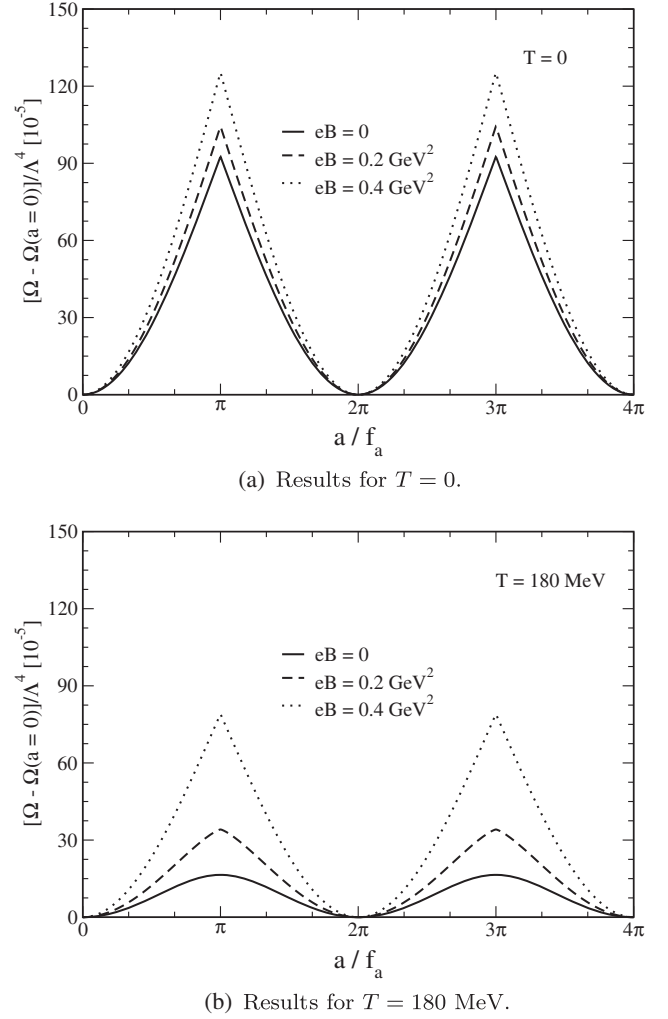 150
120
90
60
30
0
[Ω - Ω(a = 0)]/Λ⁴ [10⁻⁵]
T = 0
eB = 0
eB = 0.2 GeV²
eB = 0.4 GeV²
0 π 2π 3π 4π
a / fₐ
(a) Results for T = 0.
150
120
90
60
30
0
[Ω - Ω(a = 0)]/Λ⁴ [10⁻⁵]
T = 180 MeV
eB = 0
eB = 0.2 GeV²
eB = 0.4 GeV²
0 π 2π 3π 4π
a / fₐ
(b) Results for T = 180 MeV.